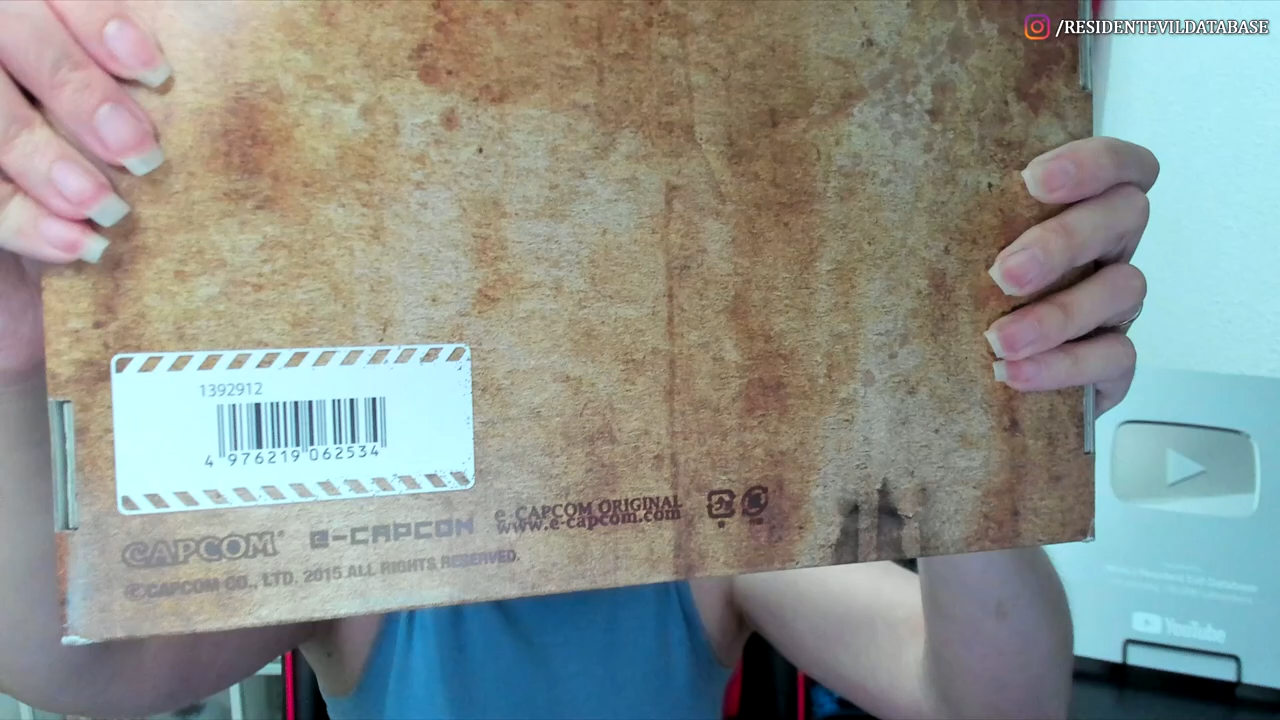 /RESIDENTEVILDATABASE
1392912
4 976219 062534
CAPCOM® e-CAPCOM e-CAPCOM ORIGINAL
www.e-capcom.com
©CAPCOM CO., LTD. 2015 ALL RIGHTS RESERVED.
YouTube